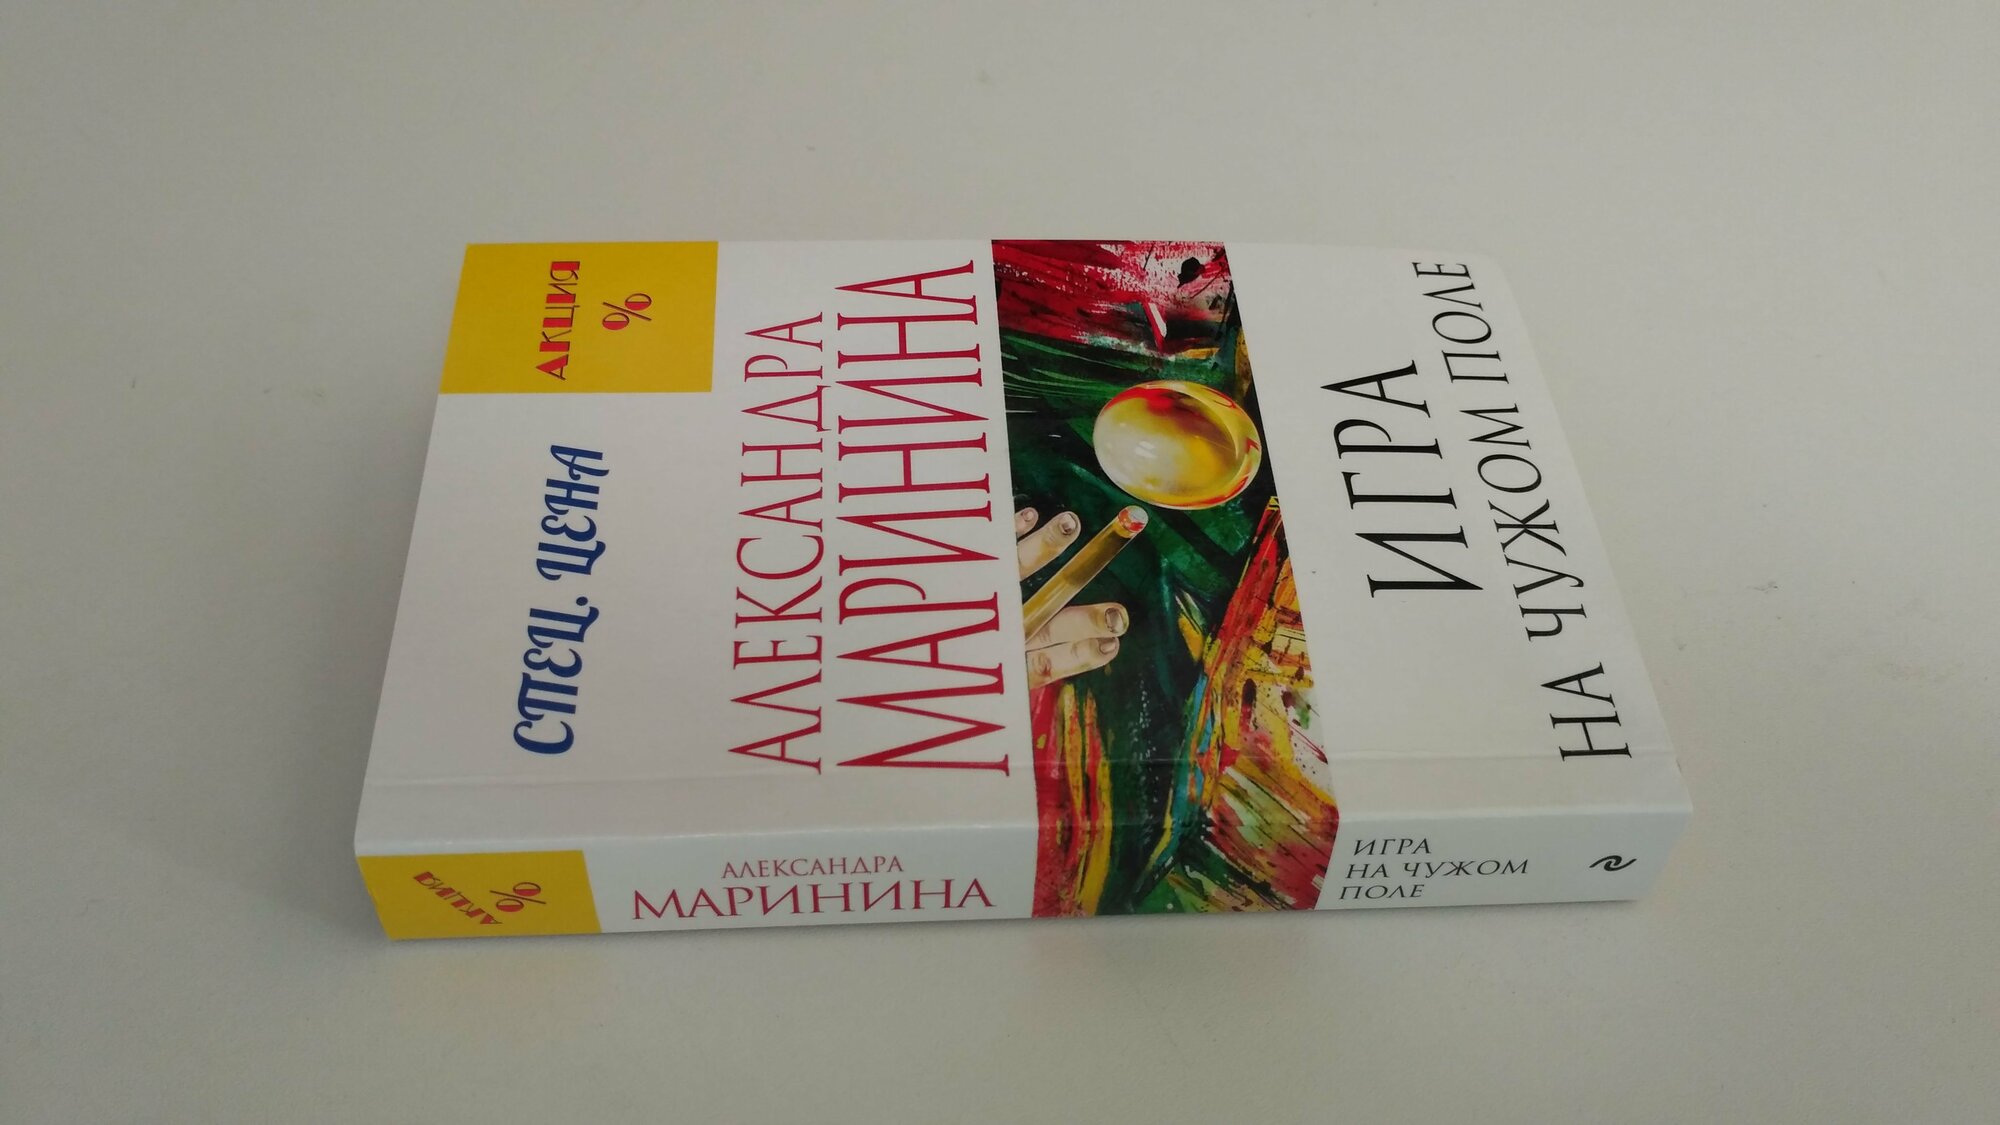 АКЦИЯ
%
СПЕЦ. ЦЕНА
АЛЕКСАНДРА
МАРИНИНА
ИГРА
НА ЧУЖОМ ПОЛЕ
АКЦИЯ
%
АЛЕКСАНДРА
МАРИНИНА
ИГРА
НА ЧУЖОМ
ПОЛЕ